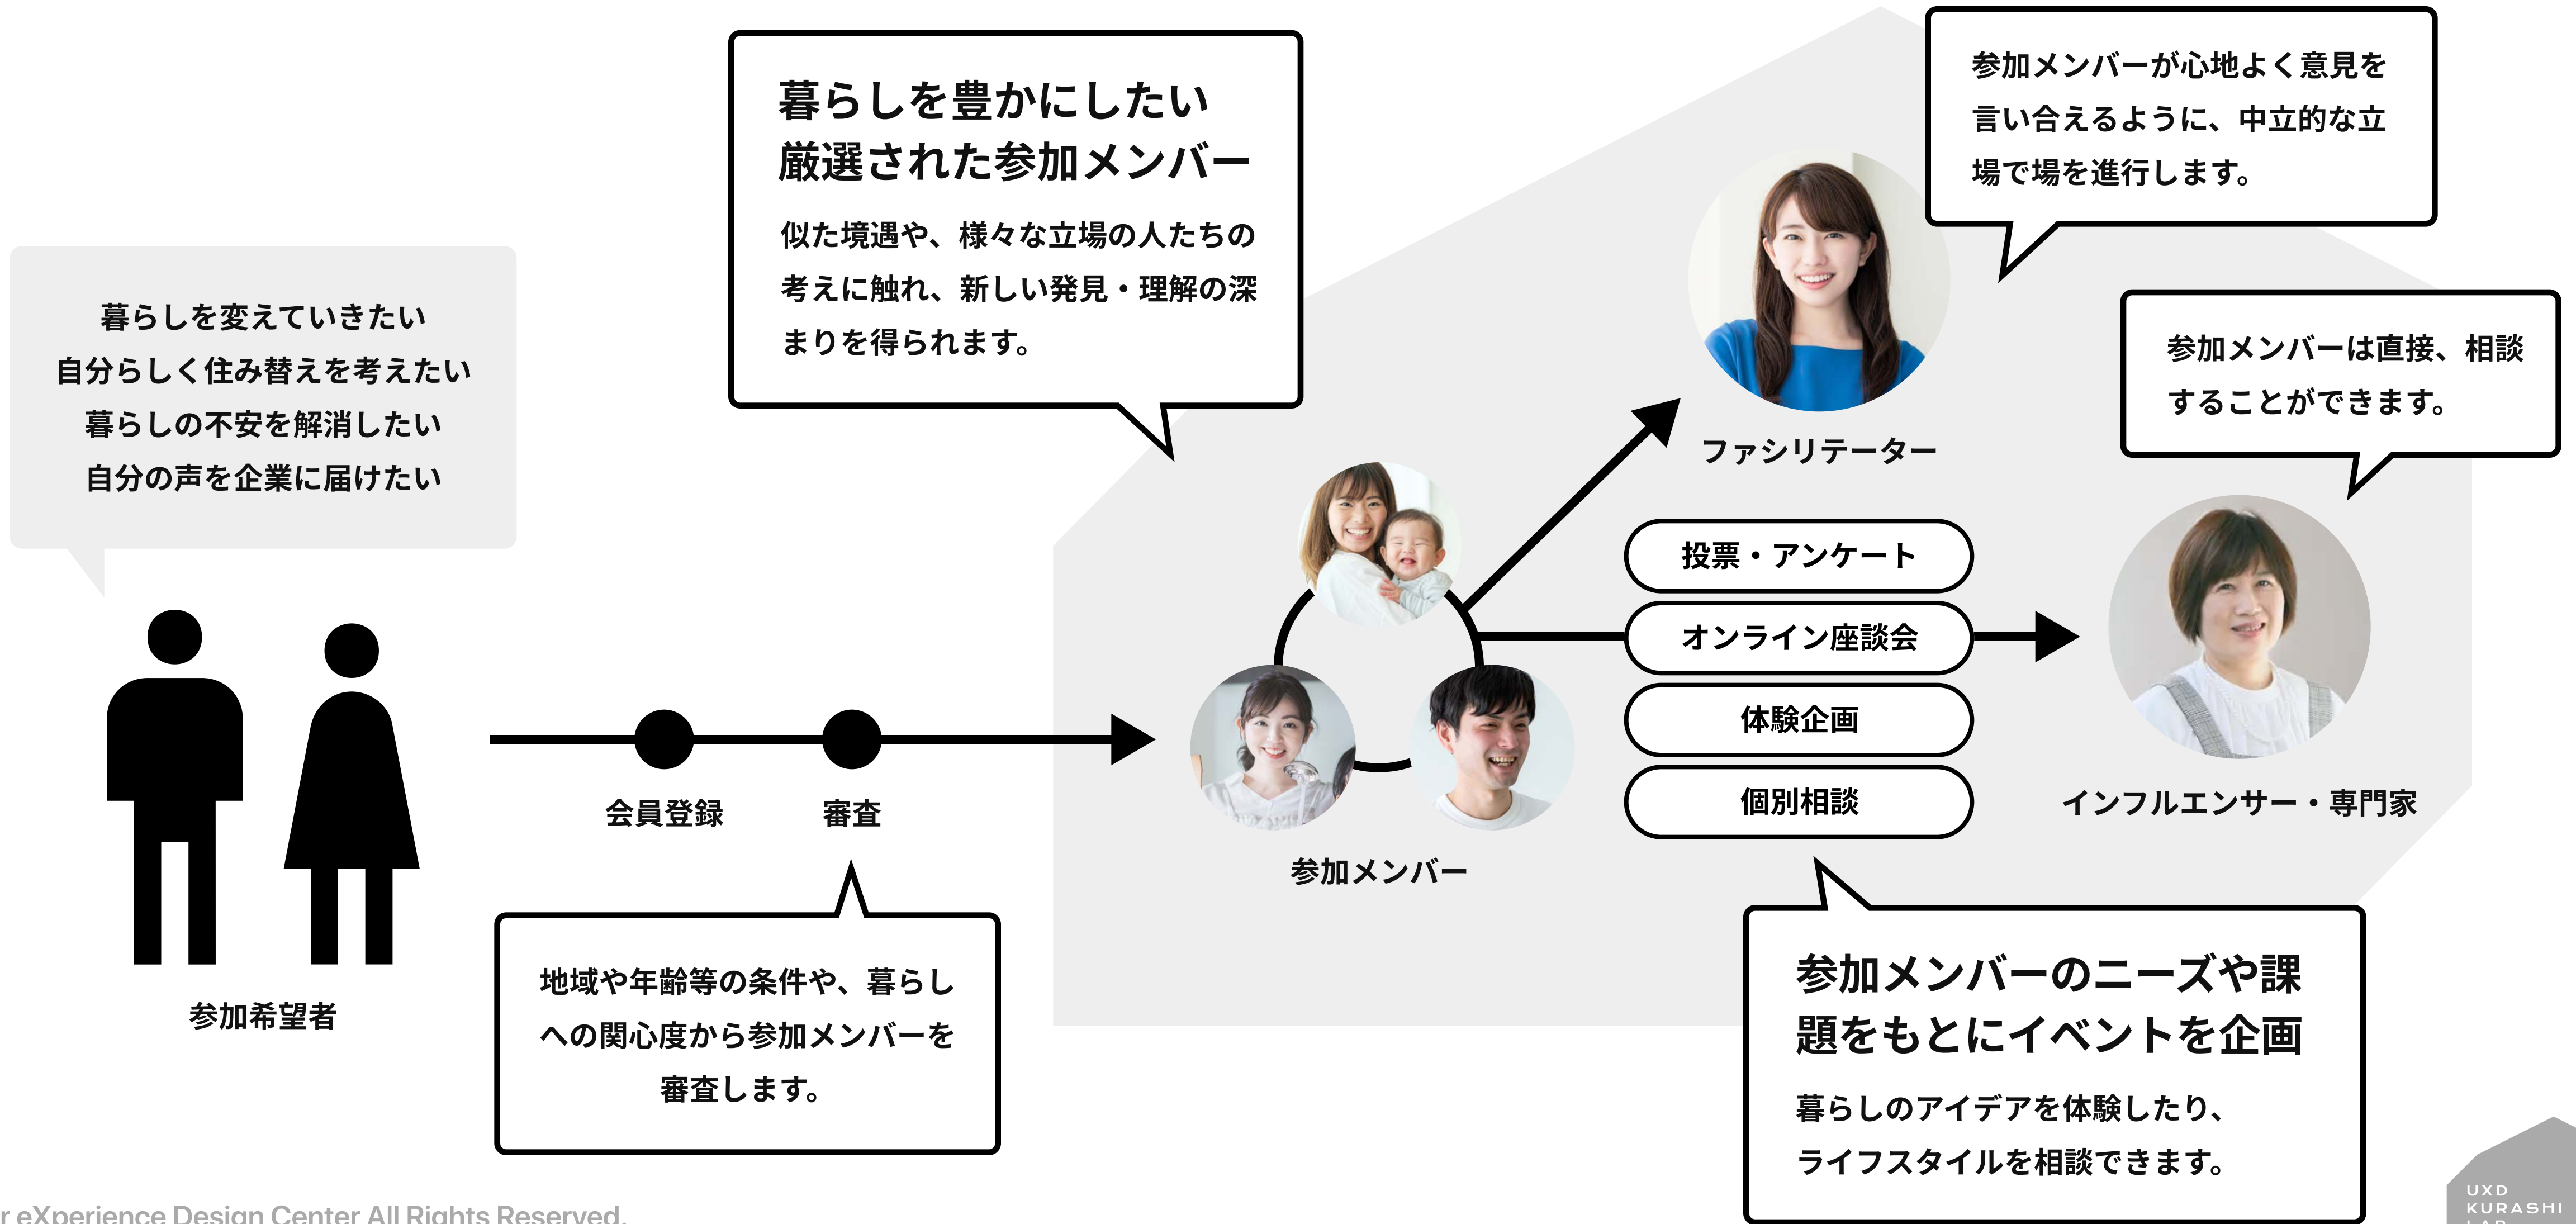 暮らしを変えていきたい
自分らしく住み替えを考えたい
暮らしの不安を解消したい
自分の声を企業に届けたい
参加希望者
会員登録
審査
地域や年齢等の条件や、暮らし
への関心度から参加メンバーを
審査します。
暮らしを豊かにしたい
厳選された参加メンバー
似た境遇や、様々な立場の人たちの
考えに触れ、新しい発見・理解の深
まりを得られます。
参加メンバー
参加メンバーが心地よく意見を
言い合えるように、中立的な立
場で場を進行します。
ファシリテーター
参加メンバーは直接、相談
することができます。
投票・アンケート
オンライン座談会
体験企画
個別相談
インフルエンサー・専門家
参加メンバーのニーズや課
題をもとにイベントを企画
暮らしのアイデアを体験したり、
ライフスタイルを相談できます。
r eXperience Design Center All Rights Reserved.
UXD
KURASHI